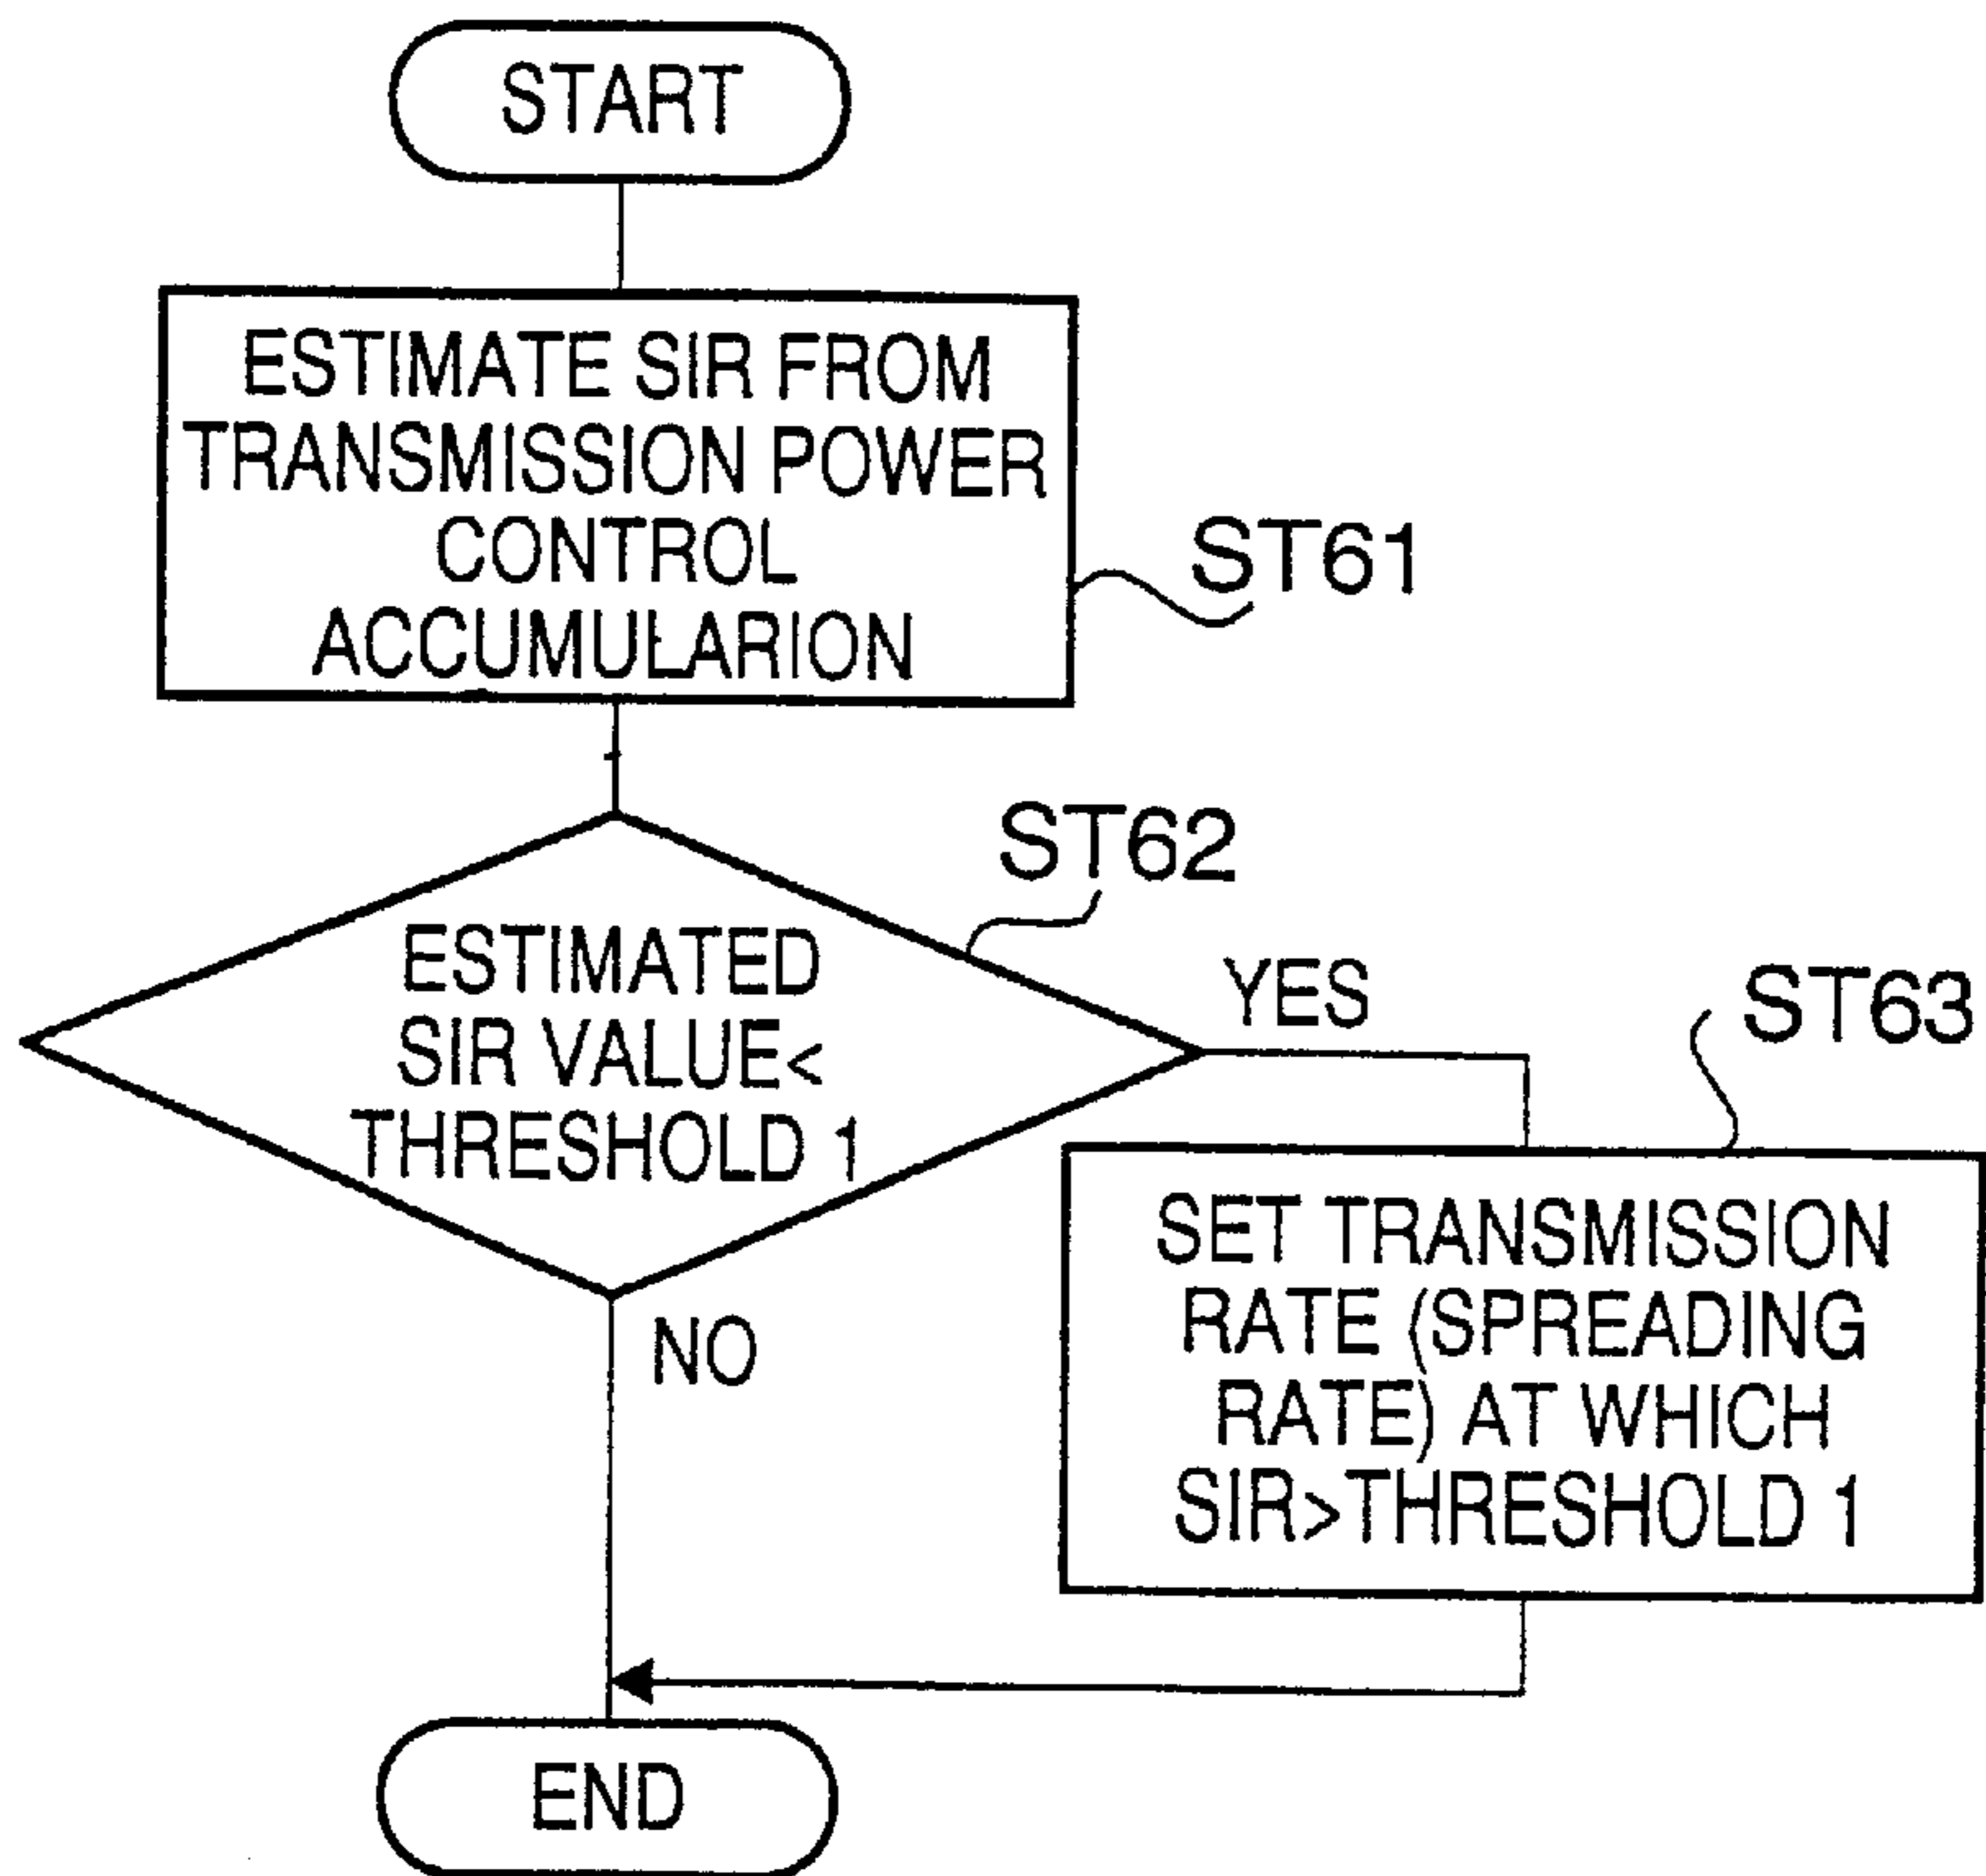 START
ESTIMATE SIR FROM
TRANSMISSION POWER
CONTROL
ACCUMULARION
ST61
ST62
ESTIMATED
SIR VALUE<
THRESHOLD 1
YES
NO
ST63
SET TRANSMISSION
RATE (SPREADING
RATE) AT WHICH
SIR>THRESHOLD 1
END